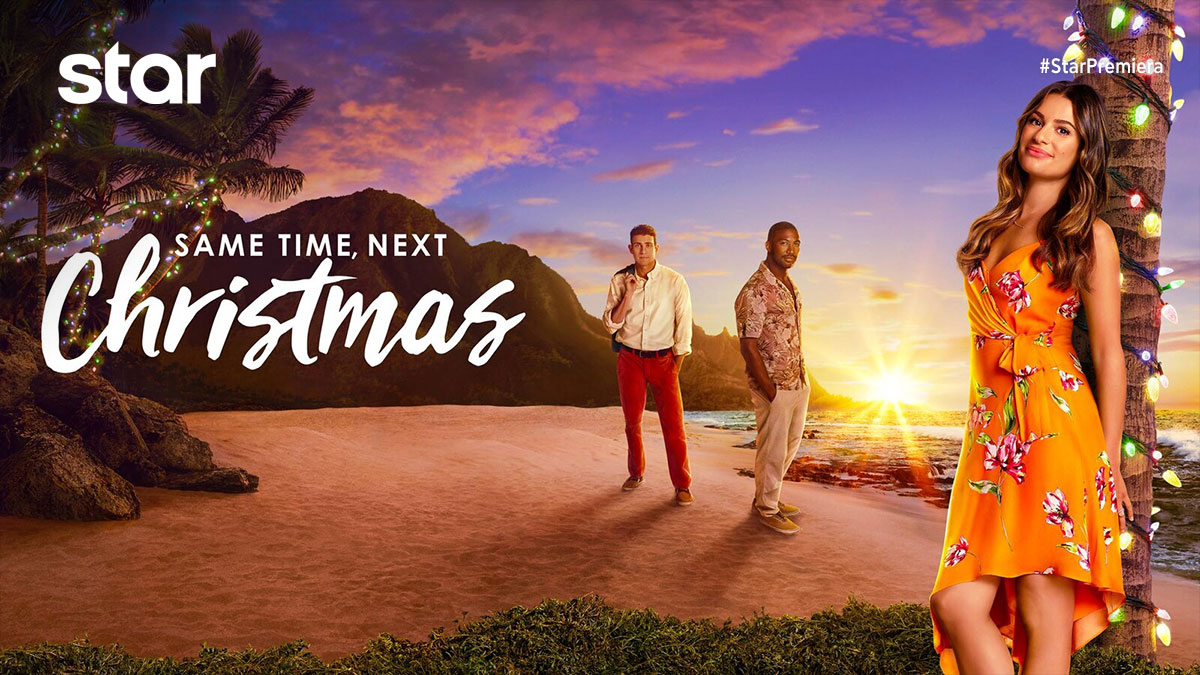 star
#StarPremiera
SAME TIME, NEXT
Christmas